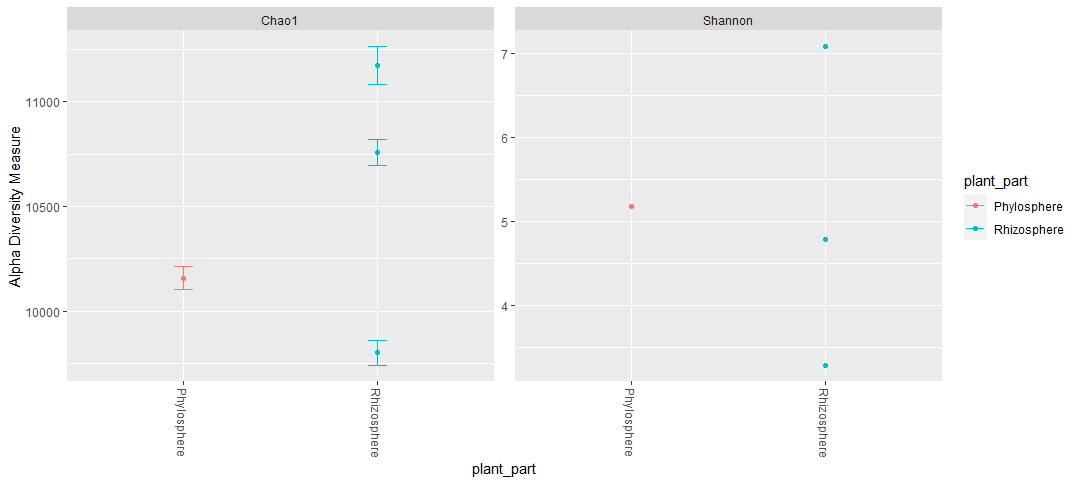 Chao1
Shannon
Alpha Diversity Measure
11000
10500
10000
7
6
5
4
Phylosphere
Rhizosphere
Phylosphere
Rhizosphere
plant_part
plant_part
Phylosphere
Rhizosphere